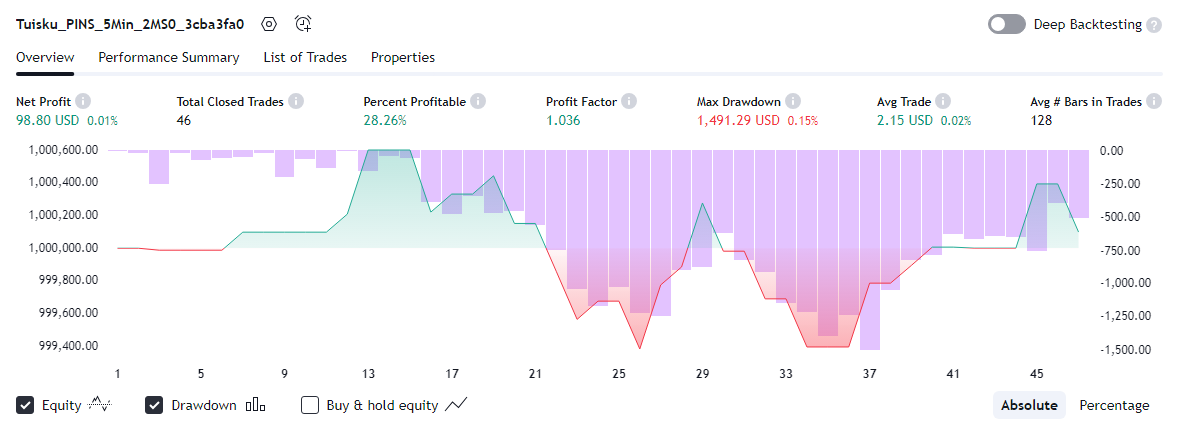 Tuisku_PINS_5Min_2MS0_3cba3fa0
Deep Backtesting ?
Overview Performance Summary List of Trades Properties
Net Profit Total Closed Trades Percent Profitable Profit Factor Max Drawdown Avg Trade Avg # Bars in Trades
98.80 USD 0.01% 46 28.26% 1.036 1,491.29 USD 0.15% 2.15 USD 0.02% 128
1,000,600.00 0.00
1,000,400.00 -250.00
1,000,200.00 -500.00
1,000,000.00 -750.00
999,800.00 -1,000.00
999,600.00 -1,250.00
999,400.00 -1,500.00
1 5 9 13 17 21 25 29 33 37 41 45
Equity Drawdown Buy & hold equity Absolute Percentage